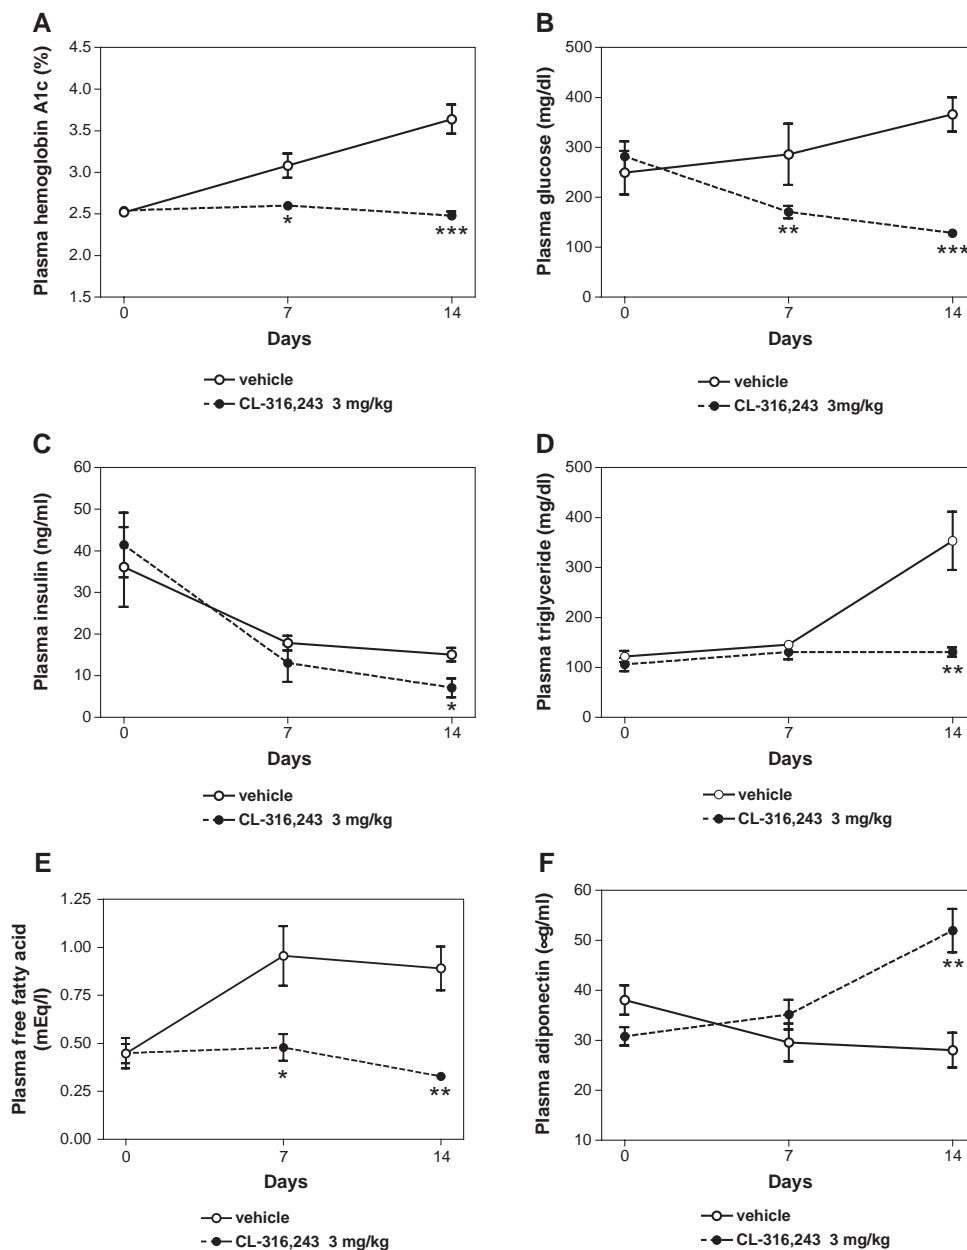 A
Plasma hemoglobin A1c (%)
4.5
3.5
3.0
2.5
2.0
1.5
*
***
0 7 14
Days
vehicle
CL-316,243 3 mg/kg
B
Plasma glucose (mg/dl)
500
400
300
200
100
0
**
***
0 7 14
Days
vehicle
CL-316,243 3mg/kg
C
Plasma insulin (ng/ml)
60
50
40
30
20
10
0
*
0 7 14
Days
vehicle
CL-316,243 3 mg/kg
D
Plasma triglyceride (mg/dl)
500
400
300
200
100
0
**
0 7 14
Days
vehicle
CL-316,243 3 mg/kg
E
Plasma free fatty acid
(mEq/l)
1.25
1.00
0.75
0.50
0.25
0.00
*
**
0 7 14
Days
vehicle
CL-316,243 3 mg/kg
F
Plasma adiponectin (∝g/ml)
60
50
40
30
20
10
**
0 7 14
Days
vehicle
CL-316,243 3 mg/kg